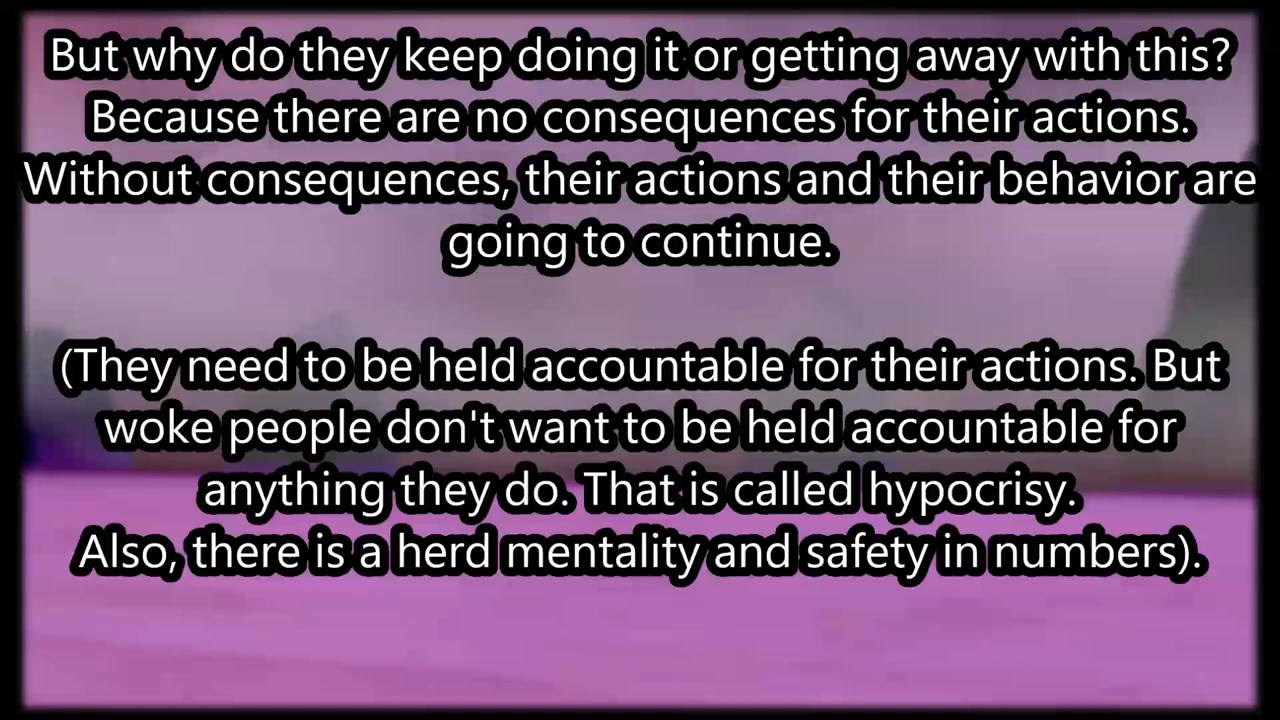 But why do they keep doing it or getting away with this?
Because there are no consequences for their actions.
Without consequences, their actions and their behavior are
going to continue.
(They need to be held accountable for their actions. But
woke people don't want to be held accountable for
anything they do. That is called hypocrisy.
Also, there is a herd mentality and safety in numbers).